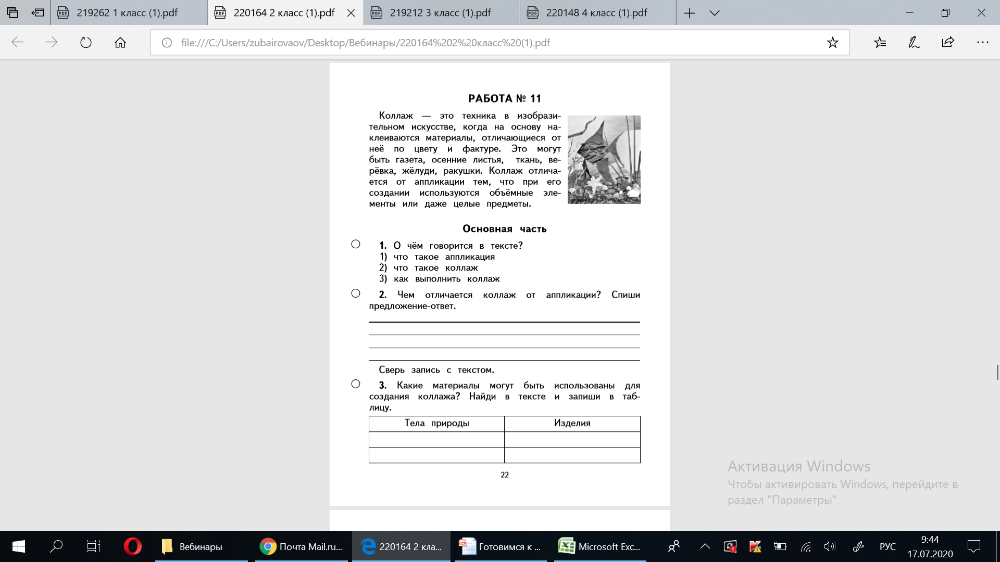 219262 1 класс (1).pdf
220164 2 класс (1).pdf
219212 3 класс (1).pdf
220148 4 класс (1).pdf
file:///C:/Users/zubairovaov/Desktop/Вебинары/220164%202%20класс%20(1).pdf
РАБОТА № 11
Коллаж — это техника в изобрази-
тельном искусстве, когда на основу на-
клеиваются материалы, отличающиеся от
неё по цвету и фактуре. Это могут
быть газета, осенние листья, ткань, ве-
рёвка, жёлуди, ракушки. Коллаж отлича-
ется от аппликации тем, что при его
создании используются объёмные эле-
менты или даже целые предметы.
Основная часть
1. О чём говорится в тексте?
1) что такое аппликация
2) что такое коллаж
3) как выполнить коллаж
2. Чем отличается коллаж от аппликации? Спиши
предложение-ответ.
Сверь запись с текстом.
3. Какие материалы могут быть использованы для
создания коллажа? Найди в тексте и запиши в таб-
лицу.
Тела природы Изделия
22
Активация Windows
Чтобы активировать Windows, перейдите в
раздел "Параметры".
Вебинары
Почта Mail.ru...
220164 2 кла...
Готовимся к ...
Microsoft Exc...
РУС
9:44
17.07.2020